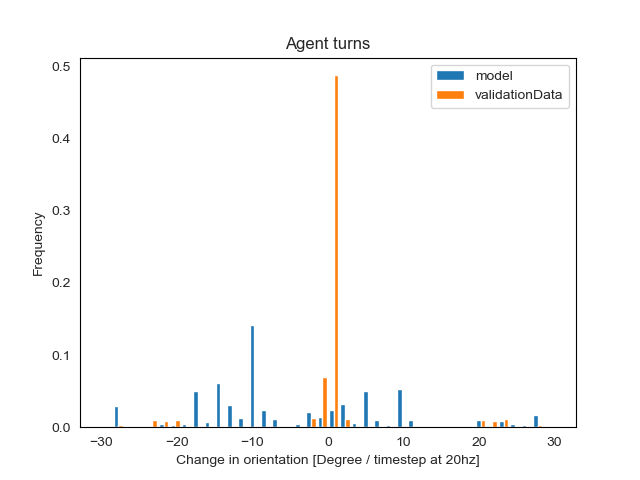 Agent turns
model
validationData
0.5
0.4
0.3
0.2
0.1
0.0
Frequency
−30 −20 −10 0 10 20 30
Change in orientation [Degree / timestep at 20hz]